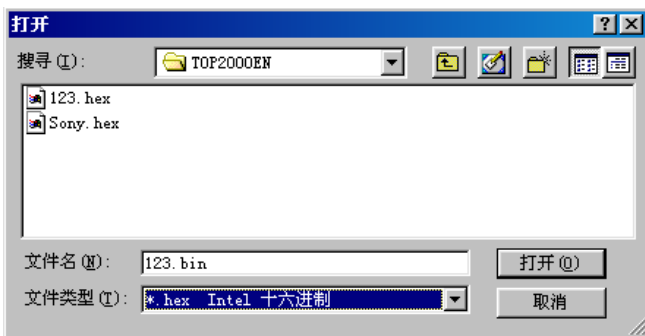 打开
搜寻(I): TOP2000EN
123.hex
Sony.hex
文件名(N): 123.bin 打开(O)
文件类型(T): *.hex Intel 十六进制 取消